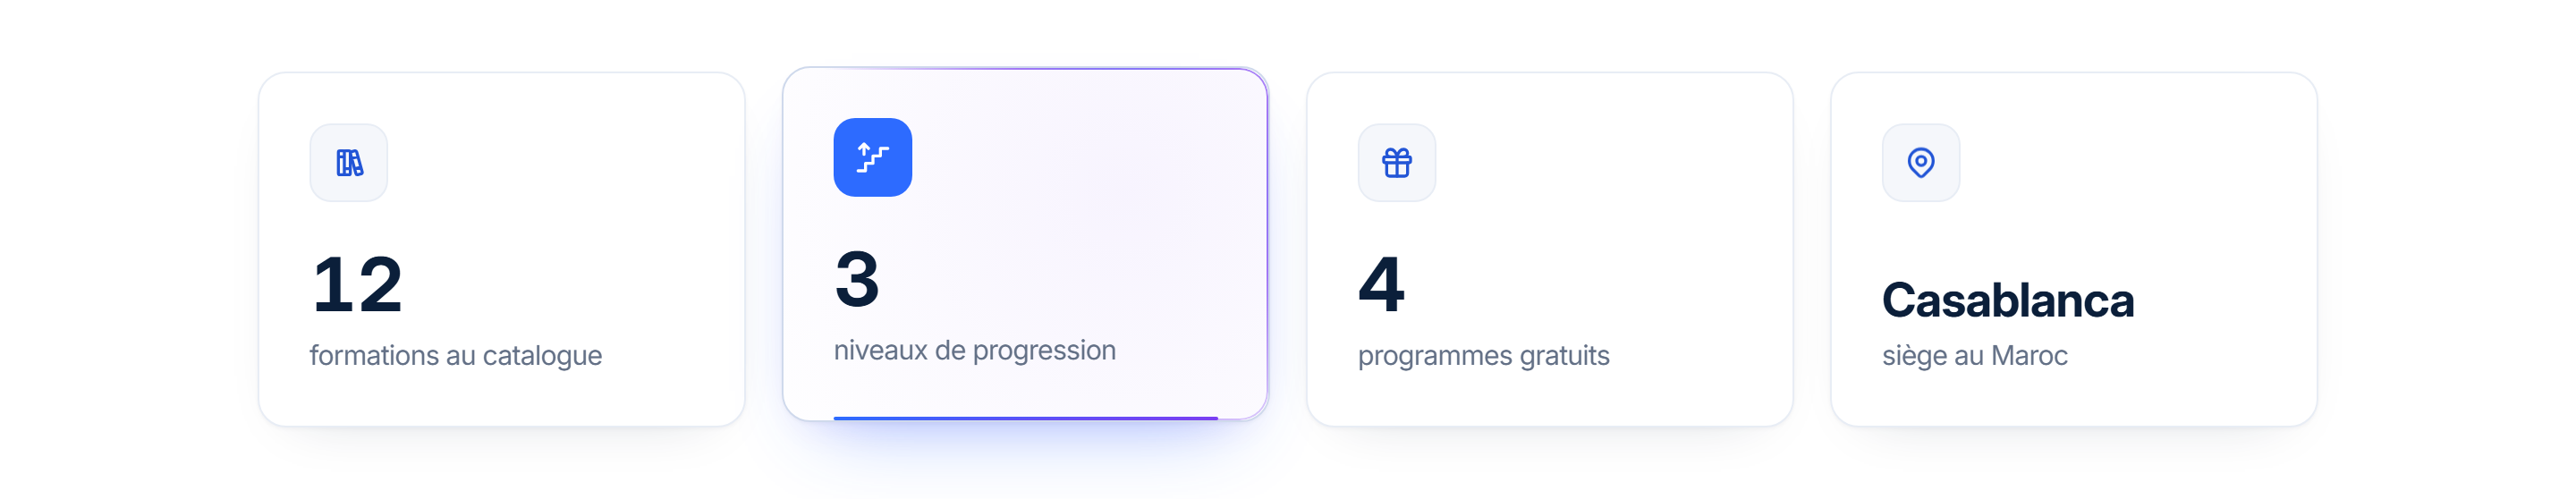 12
formations au catalogue
3
niveaux de progression
4
programmes gratuits
Casablanca
siège au Maroc